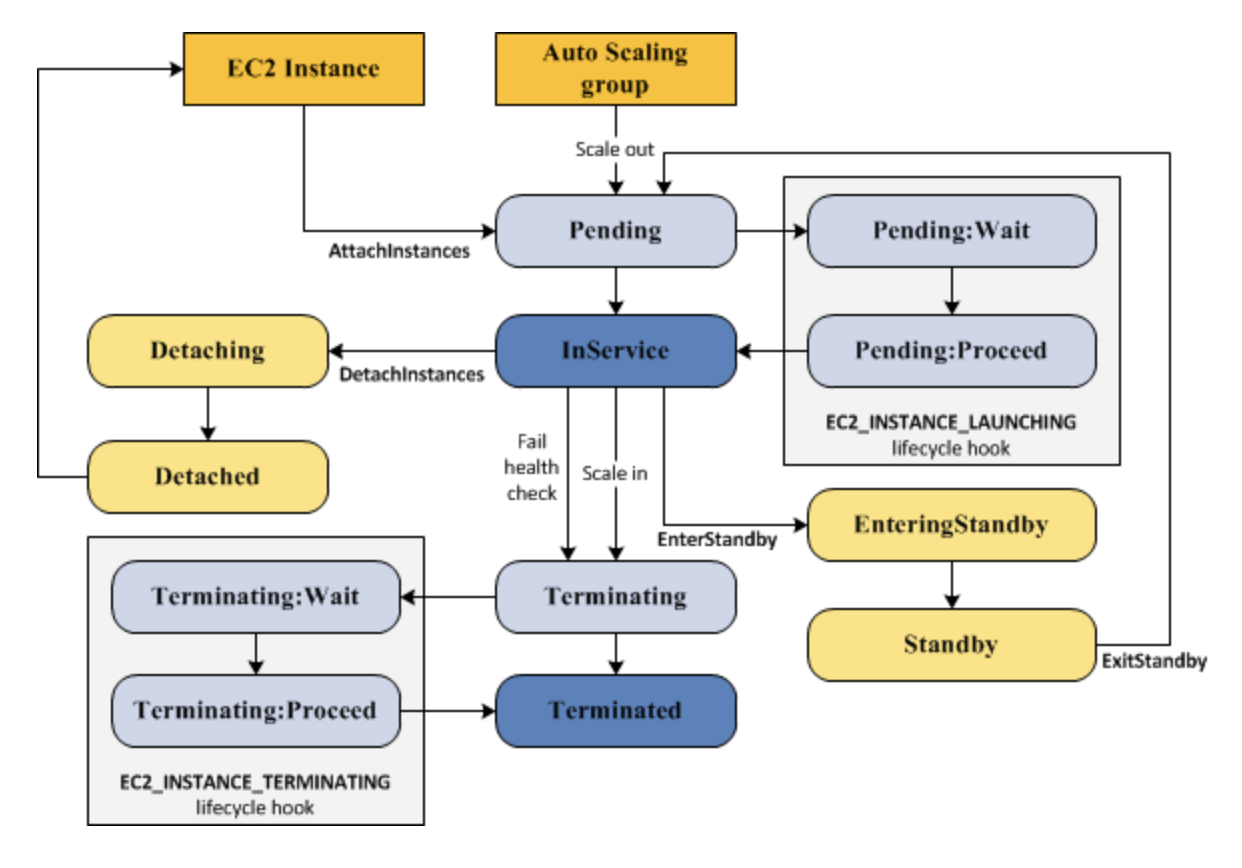 EC2 Instance
Auto Scaling
group
Scale out
Pending
Pending:Wait
AttachInstances
Detaching
InService
Pending:Proceed
DetachInstances
EC2_INSTANCE_LAUNCHING
lifecycle hook
Fail
health
check
Scale in
Detached
EnteringStandby
EnterStandby
Terminating:Wait
Terminating
Standby
ExitStandby
Terminating:Proceed
Terminated
EC2_INSTANCE_TERMINATING
lifecycle hook